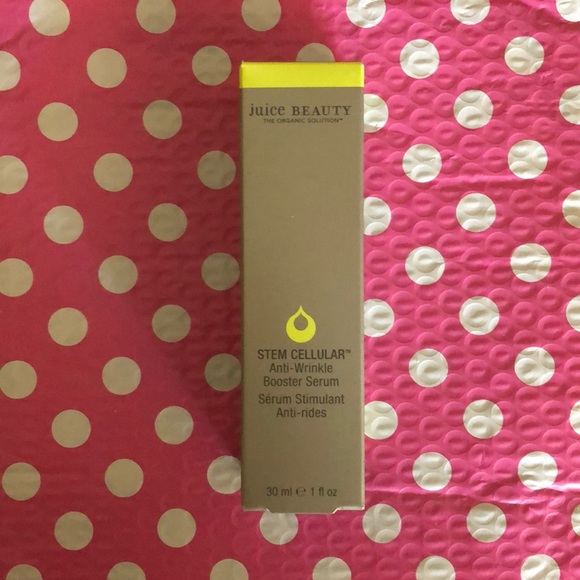 juice BEAUTY
THE ORGANIC SOLUTION™
STEM CELLULAR™
Anti-Wrinkle
Booster Serum
Sérum Stimulant
Anti-rides
30 ml ℮ 1 fl oz